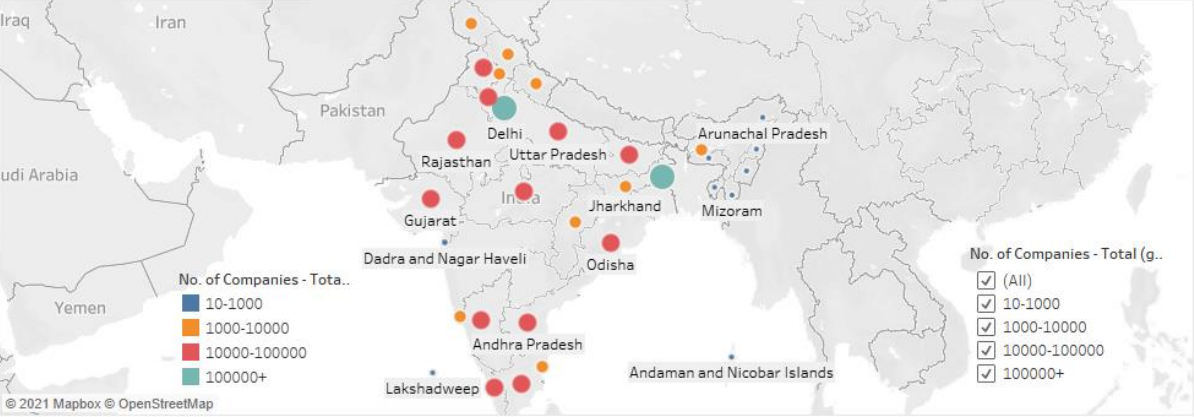 Iraq
Iran
Pakistan
Delhi
Arunachal Pradesh
Uttar Pradesh
Rajasthan
udi Arabia
India
Jharkhand
Mizoram
Gujarat
Dadra and Nagar Haveli
Odisha
No. of Companies - Total (g..
(All)
10-1000
1000-10000
10000-100000
100000+
No. of Companies - Tota..
10-1000
1000-10000
10000-100000
100000+
Yemen
Andhra Pradesh
Andaman and Nicobar Islands
Lakshadweep
© 2021 Mapbox © OpenStreetMap